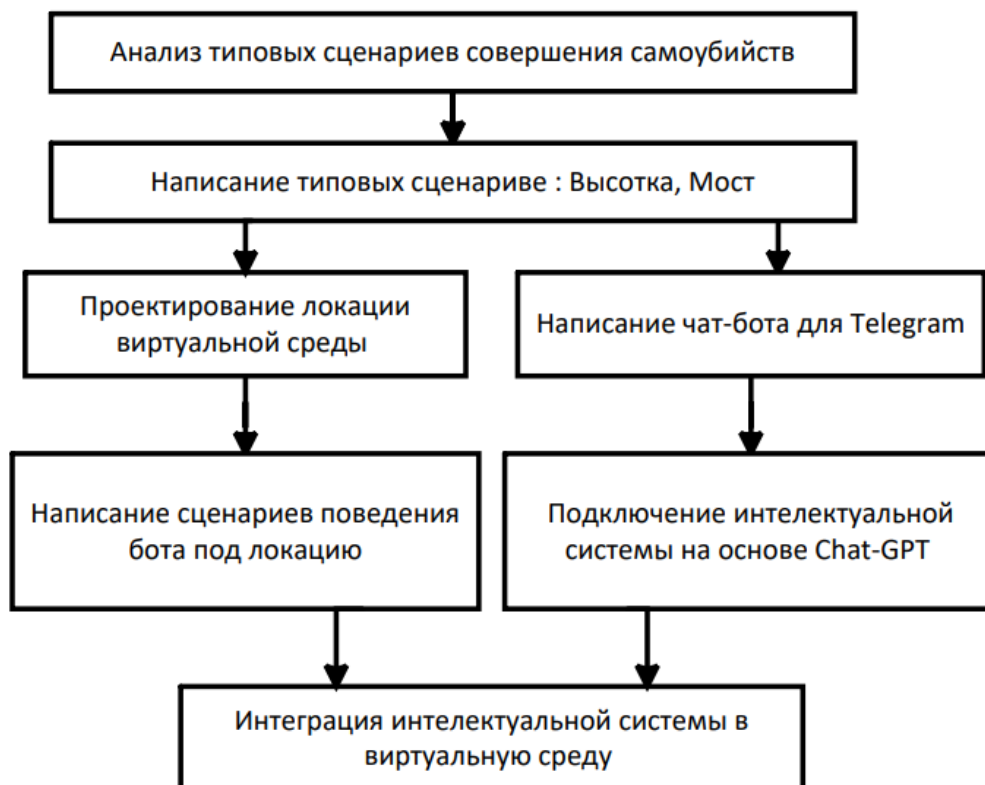 Анализ типовых сценариев совершения самоубийств
Написание типовых сценариве : Высотка, Мост
Проектирование локации
виртуальной среды
Написание чат-бота для Telegram
Написание сценариев поведения
бота под локацию
Подключение интелектуальной
системы на основе Chat-GPT
Интеграция интелектуальной системы в
виртуальную среду